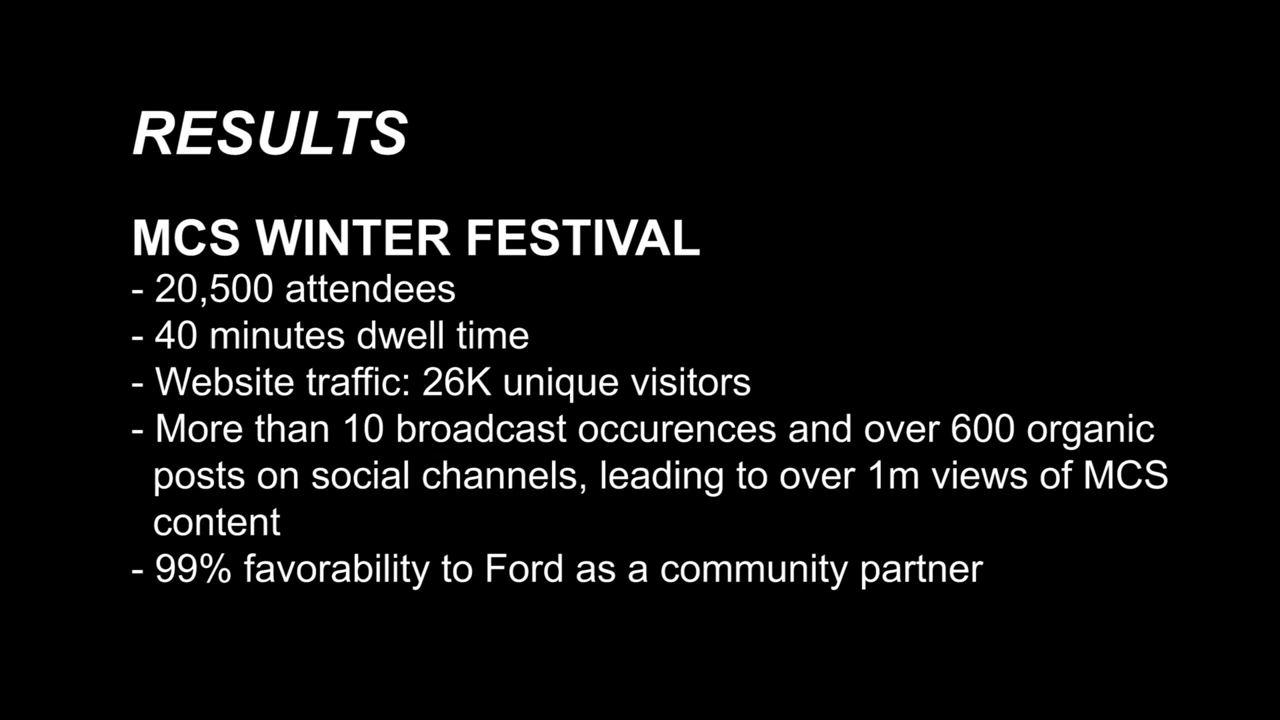 RESULTS
MCS WINTER FESTIVAL
- 20,500 attendees
- 40 minutes dwell time
- Website traffic: 26K unique visitors
- More than 10 broadcast occurences and over 600 organic
posts on social channels, leading to over 1m views of MCS
content
- 99% favorability to Ford as a community partner